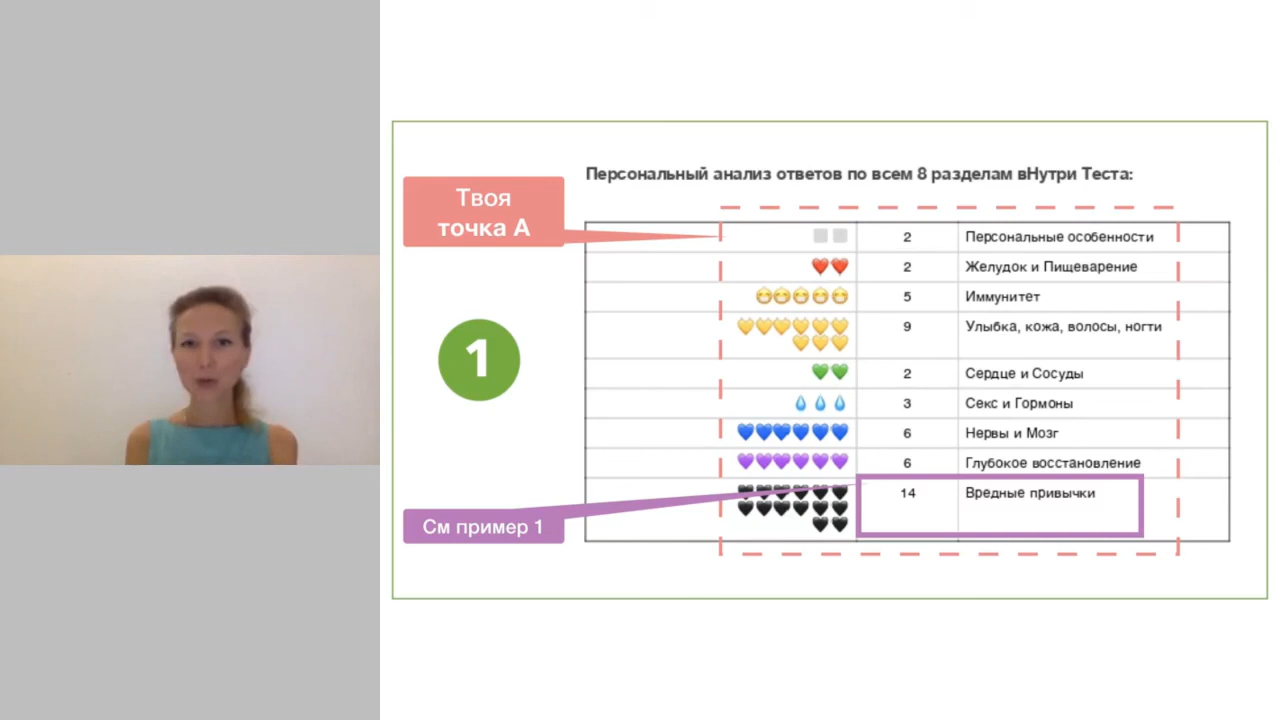 Персональный анализ ответов по всем 8 разделам вНутри Теста:
Твоя
точка А
1
2 Персональные особенности
2 Желудок и Пищеварение
5 Иммунитет
9 Улыбка, кожа, волосы, ногти
2 Сердце и Сосуды
3 Секс и Гормоны
6 Нервы и Мозг
6 Глубокое восстановление
14 Вредные привычки
См пример 1